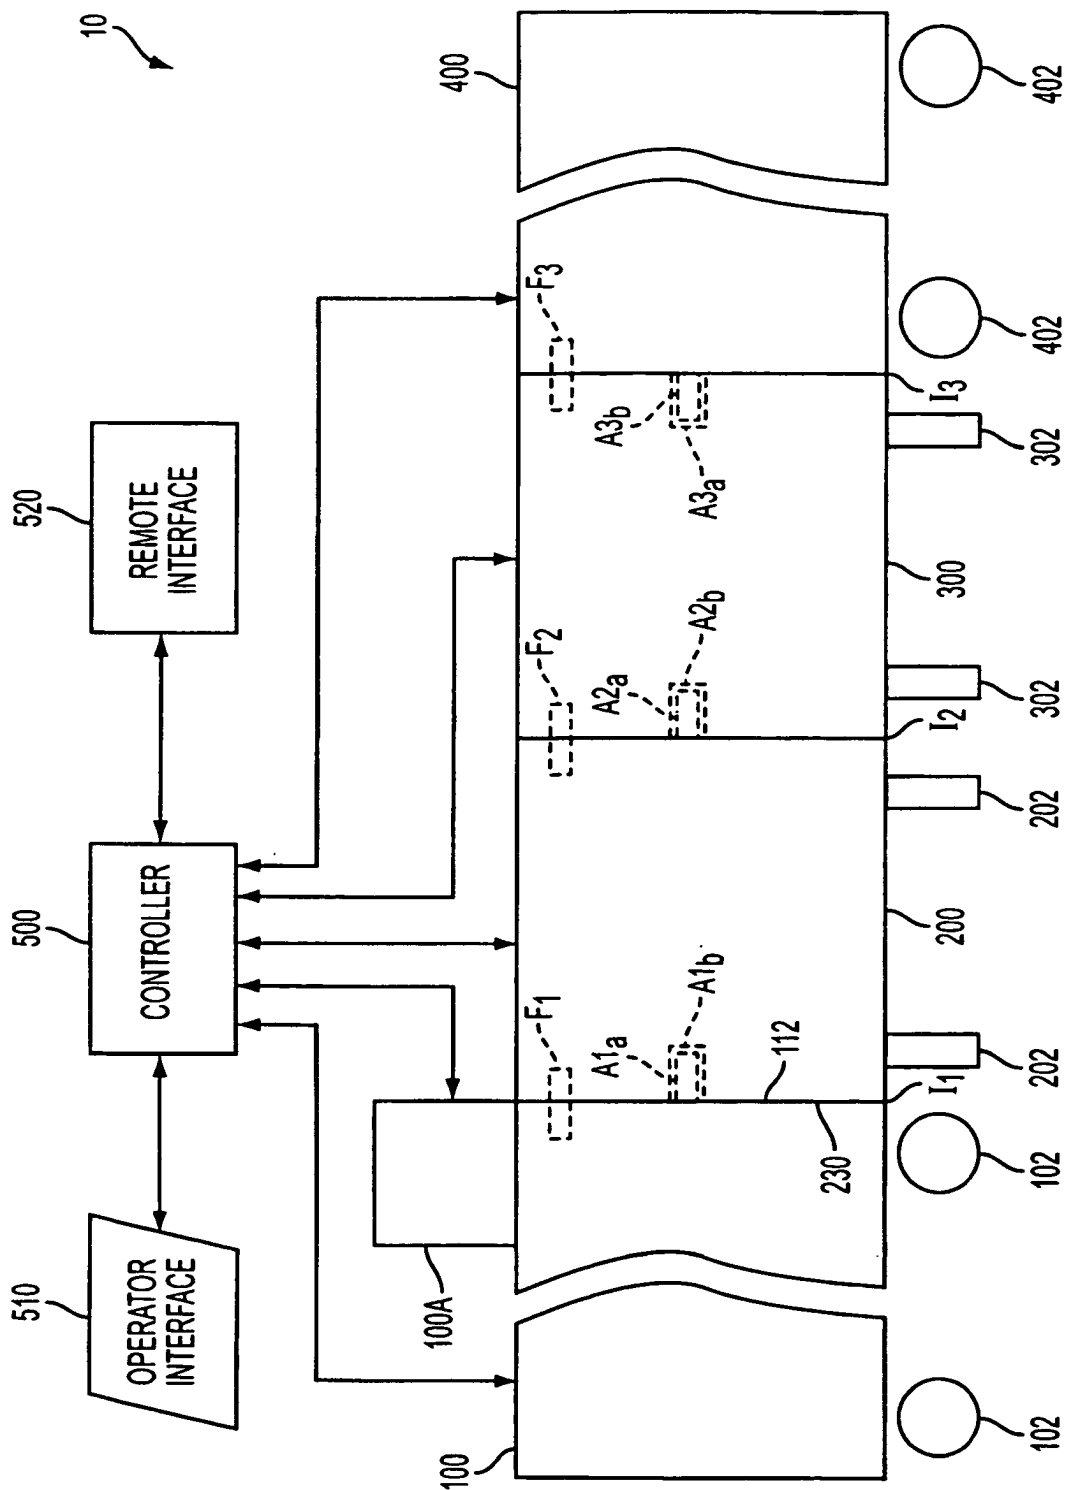 10
520
REMOTE
INTERFACE
500
CONTROLLER
510
OPERATOR
INTERFACE
100
100A
400
F1
F2
F3
A1a
A1b
A2a
A2b
A3b
A3a
112
230
I1
I2
I3
102
102
202
200
202
302
300
302
402
402